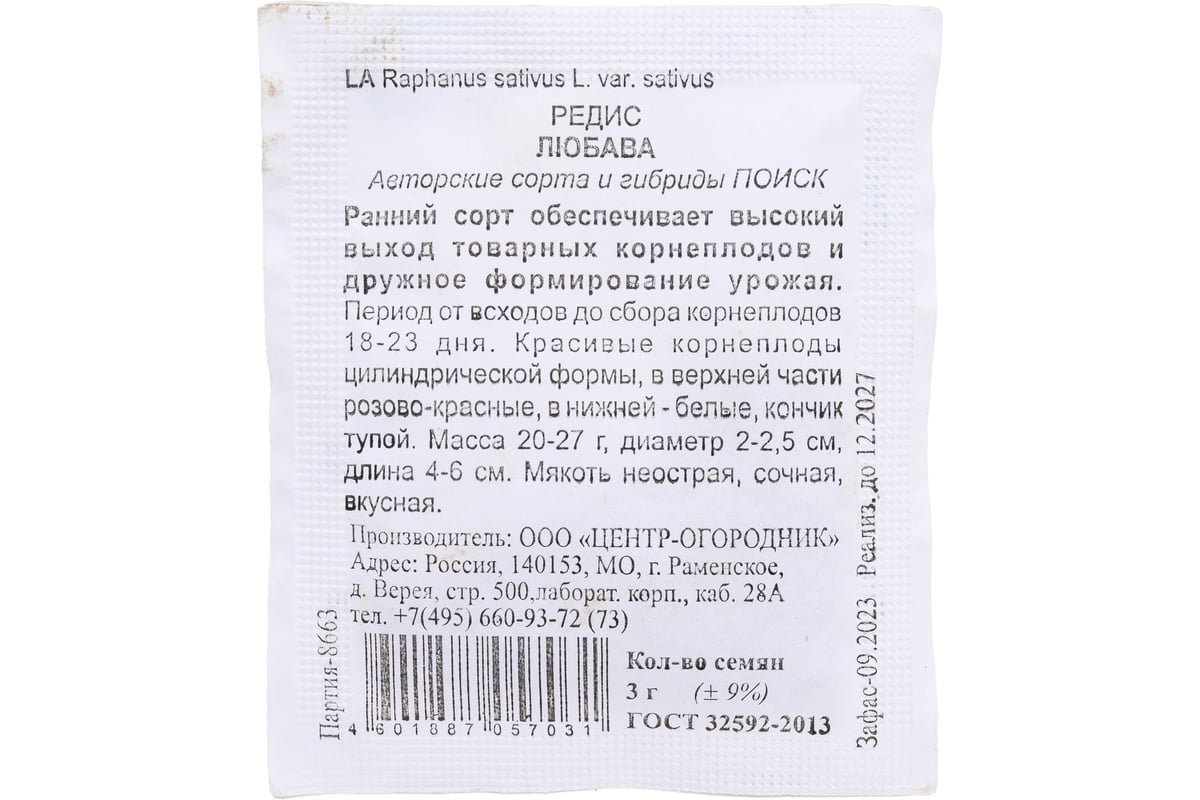 LA Raphanus sativus L. var. sativus
РЕДИС
ЛЮБАВА
Авторские сорта и гибриды ПОИСК
Ранний сорт обеспечивает высокий
выход товарных корнеплодов и
дружное формирование урожая.
Период от всходов до сбора корнеплодов
18-23 дня. Красивые корнеплоды
цилиндрической формы, в верхней части
розово-красные, в нижней - белые, кончик
тупой. Масса 20-27 г, диаметр 2-2,5 см,
длина 4-6 см. Мякоть неострая, сочная,
вкусная.
Производитель: ООО «ЦЕНТР-ОГОРОДНИК»
Адрес: Россия, 140153, МО, г. Раменское,
д. Верея, стр. 500,лаборат. корп., каб. 28А
тел. +7(495) 660-93-72 (73)
Партия-8663
4 601887 057031
Кол-во семян
3 г (± 9%)
ГОСТ 32592-2013
Зафас-09.2023 Реализ. до 12.2027